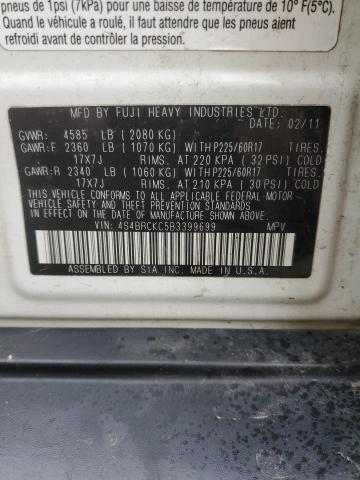 pneus de 1psi (7kPa) pour une baisse de température de 10° F(5°C).
Quand le véhicule a roulé, il faut attendre que les pneus aient
refroidi avant de contrôler la pression.
MFD BY FUJI HEAVY INDUSTRIES LTD.
DATE: 02/11
GVWR: 4585 LB (2080 KG)
GAWR:F 2360 LB (1070 KG) WITH P225/60R17 TIRES,
17X7J RIMS, AT 220 KPA (32 PSI) COLD
GAWR:R 2340 LB (1060 KG) WITH P225/60R17 TIRES,
17X7J RIMS, AT 210 KPA (30 PSI) COLD
THIS VEHICLE CONFORMS TO ALL APPLICABLE FEDERAL MOTOR
VEHICLE SAFETY, BUMPER, AND THEFT PREVENTION STANDARDS
IN EFFECT ON THE DATE OF MANUFACTURE SHOWN ABOVE.
VIN: 4S4BRCKC5B3399699 MPV
ASSEMBLED BY SIA INC. IN U.S.A.